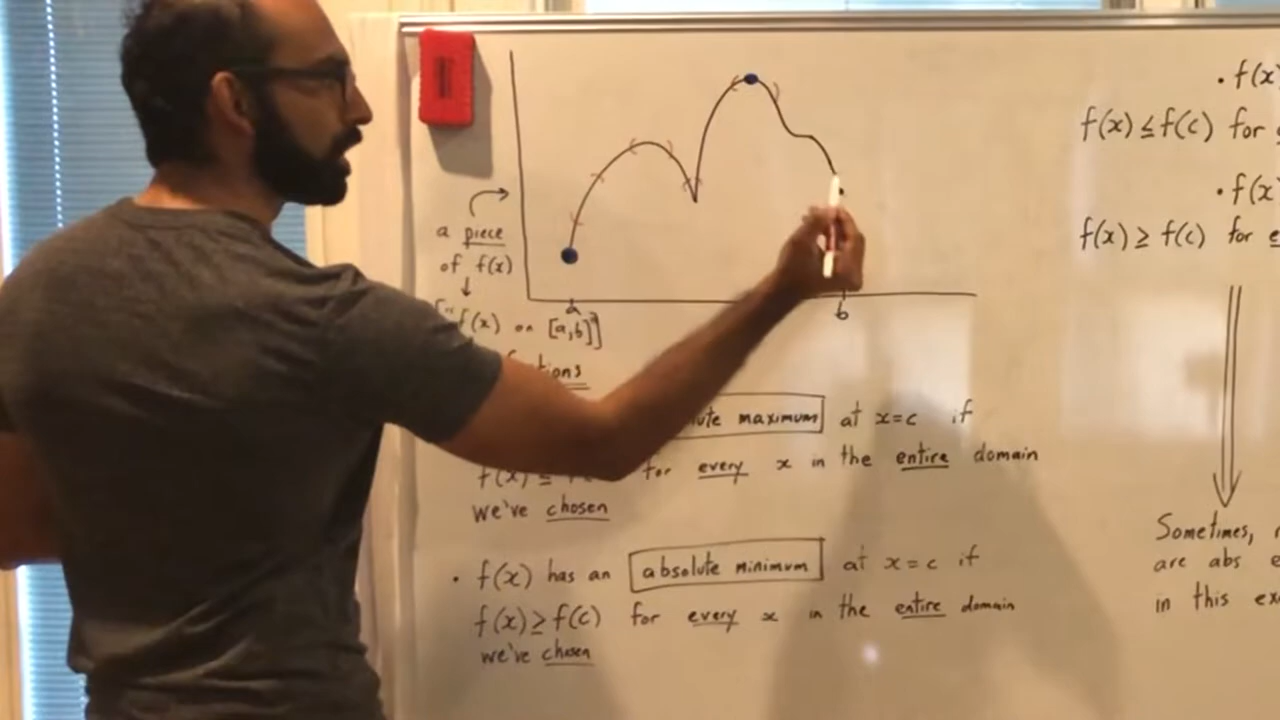 a piece
of f(x)
f(x) on [a,b]
a
b
maximum at x=c if
for every x in the entire domain
we've chosen
• f(x) has an absolute minimum at x=c if
f(x)≥f(c) for every x in the entire domain
we've chosen
• f(x)
f(x)≤f(c) for
• f(x)
f(x)≥f(c) for
Sometimes,
are abs
in this